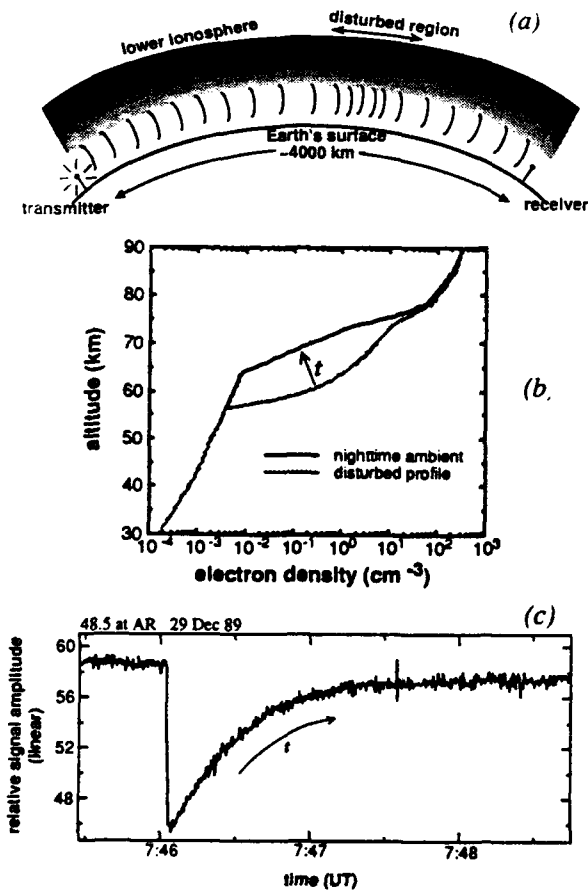 (a)
disturbed region
lower ionosphere
Earth's surface
~4000 km
transmitter
receiver
90
80
70
60
50
40
30
altitude (km)
t
(b,
nighttime ambient
disturbed profile
10-4 10-3 10-2 10-1 100 101 102 103
electron density (cm -3)
(c)
48.5 at AR 29 Dec 89
60
56
52
48
relative signal amplitude
(linear)
t
7:46 7:47 7:48
time (UT)